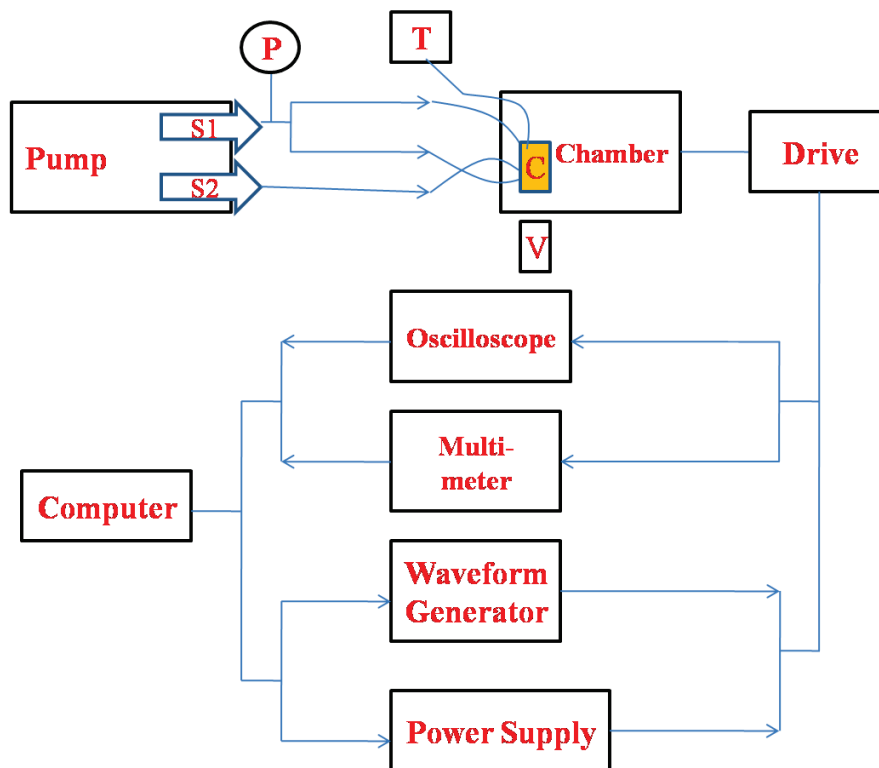 P
T
S1
Pump
S2
C
Chamber
Drive
V
Oscilloscope
Multi-
meter
Computer
Waveform
Generator
Power Supply